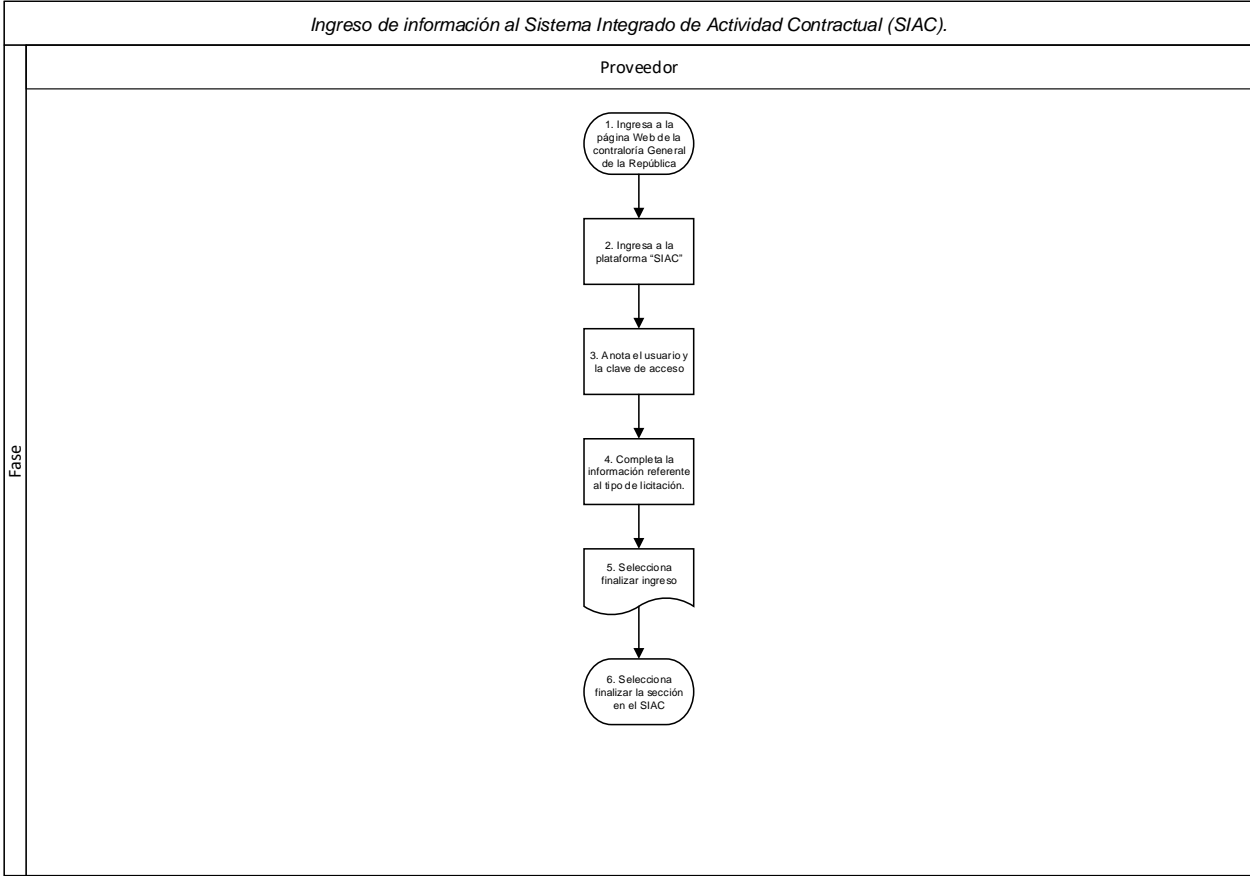 Ingreso de información al Sistema Integrado de Actividad Contractual (SIAC).
Proveedor
Fase
1. Ingresa a la
página Web de la
contraloría General
de la República
2. Ingresa a la
plataforma “SIAC”
3. Anota el usuario y
la clave de acceso
4. Completa la
información referente
al tipo de licitación.
5. Selecciona
finalizar ingreso
6. Selecciona
finalizar la sección
en el SIAC